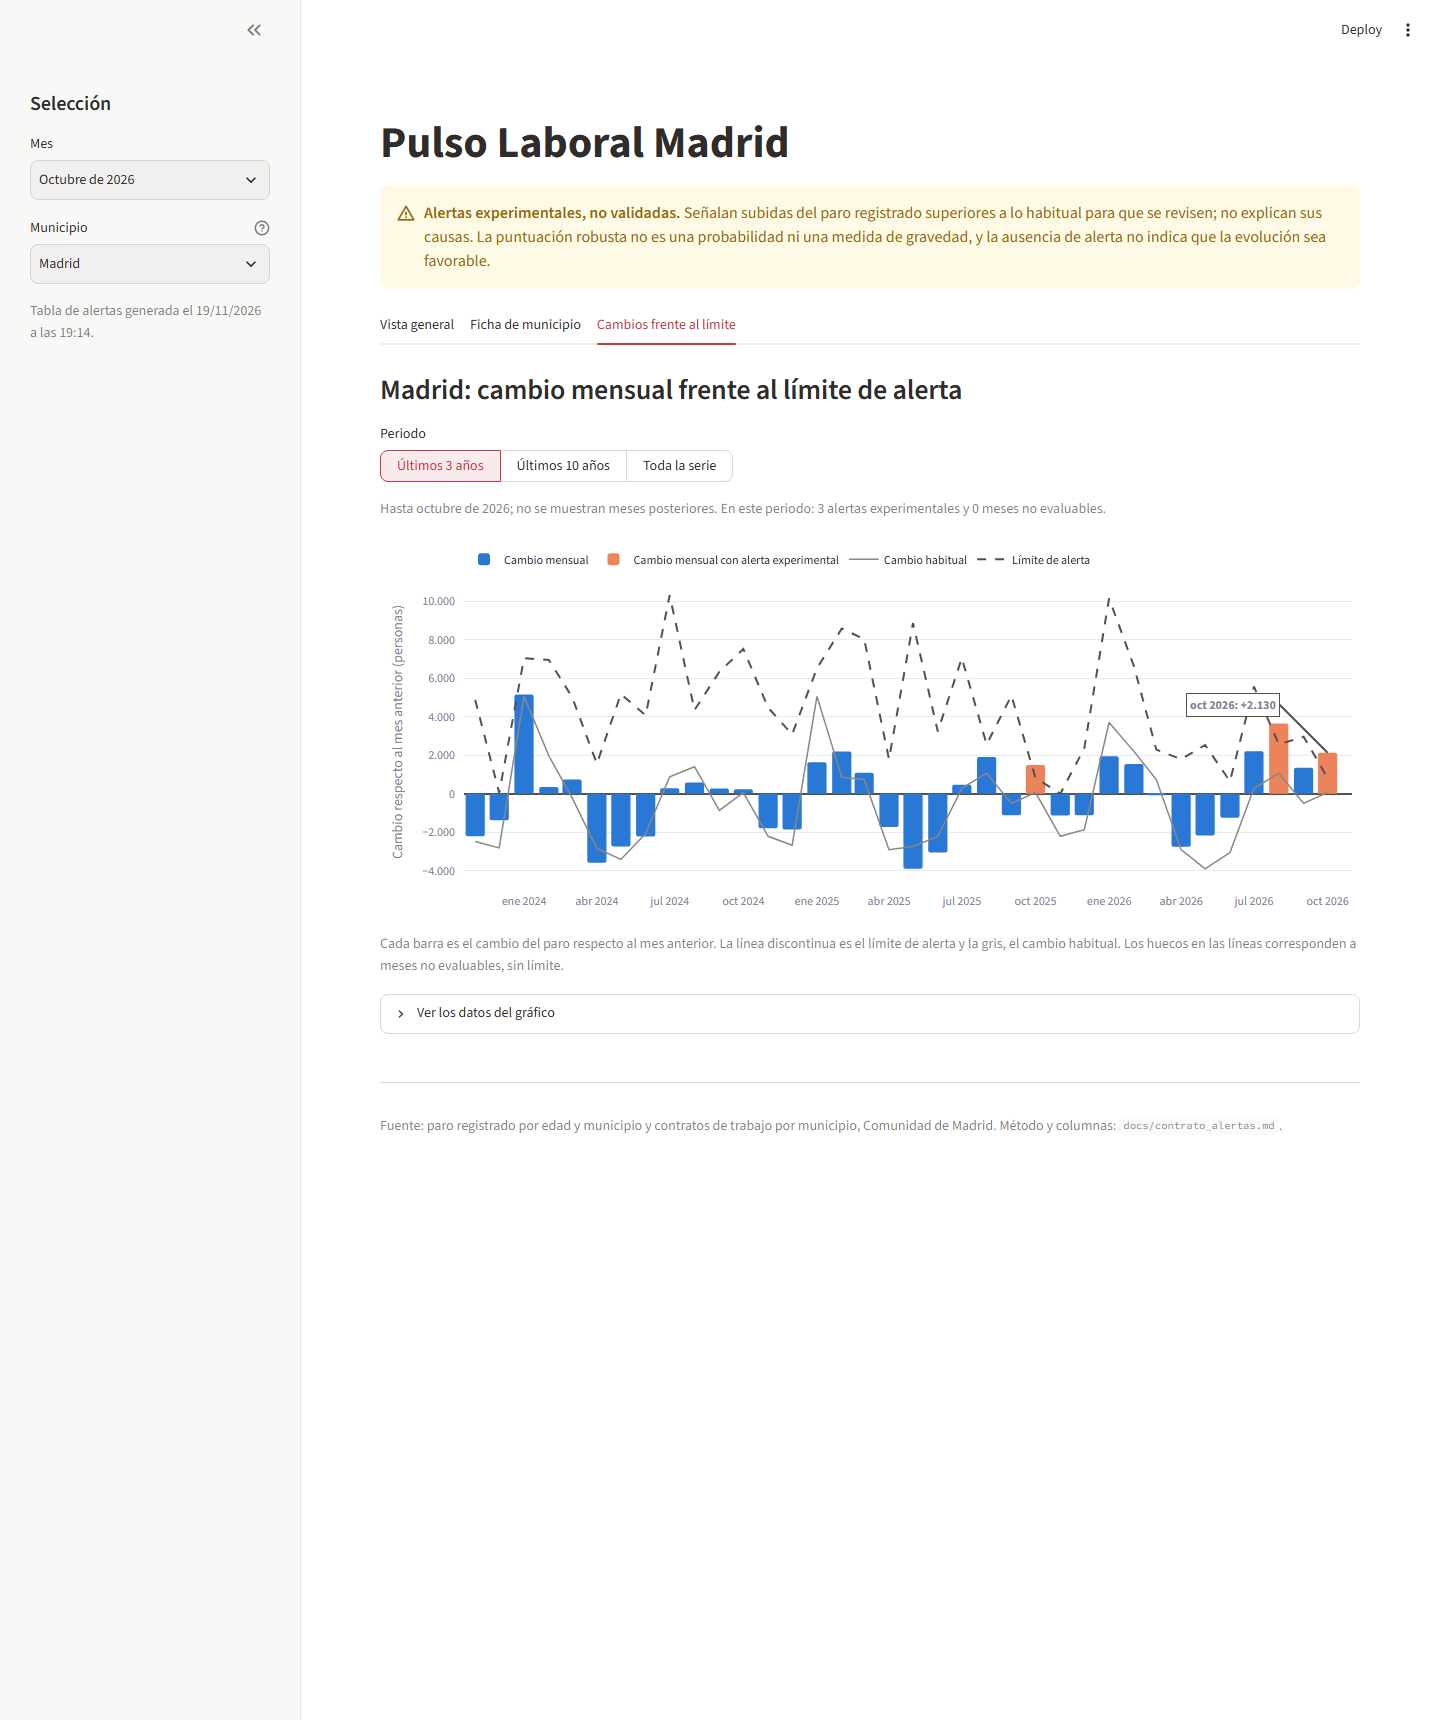 Deploy
Selección
Mes
Octubre de 2026
Municipio
Madrid
Tabla de alertas generada el 19/11/2026
a las 19:14.
Pulso Laboral Madrid
Alertas experimentales, no validadas. Señalan subidas del paro registrado superiores a lo habitual para que se revisen; no explican sus
causas. La puntuación robusta no es una probabilidad ni una medida de gravedad, y la ausencia de alerta no indica que la evolución sea
favorable.
Vista general Ficha de municipio Cambios frente al límite
Madrid: cambio mensual frente al límite de alerta
Periodo
Últimos 3 años Últimos 10 años Toda la serie
Hasta octubre de 2026; no se muestran meses posteriores. En este periodo: 3 alertas experimentales y 0 meses no evaluables.
Cambio mensual Cambio mensual con alerta experimental Cambio habitual Límite de alerta
Cambio respecto al mes anterior (personas)
10.000
8.000
6.000
4.000
2.000
0
−2.000
−4.000
oct 2026: +2.130
ene 2024 abr 2024 jul 2024 oct 2024 ene 2025 abr 2025 jul 2025 oct 2025 ene 2026 abr 2026 jul 2026 oct 2026
Cada barra es el cambio del paro respecto al mes anterior. La línea discontinua es el límite de alerta y la gris, el cambio habitual. Los huecos en las líneas corresponden a
meses no evaluables, sin límite.
Ver los datos del gráfico
Fuente: paro registrado por edad y municipio y contratos de trabajo por municipio, Comunidad de Madrid. Método y columnas: docs/contrato_alertas.md .